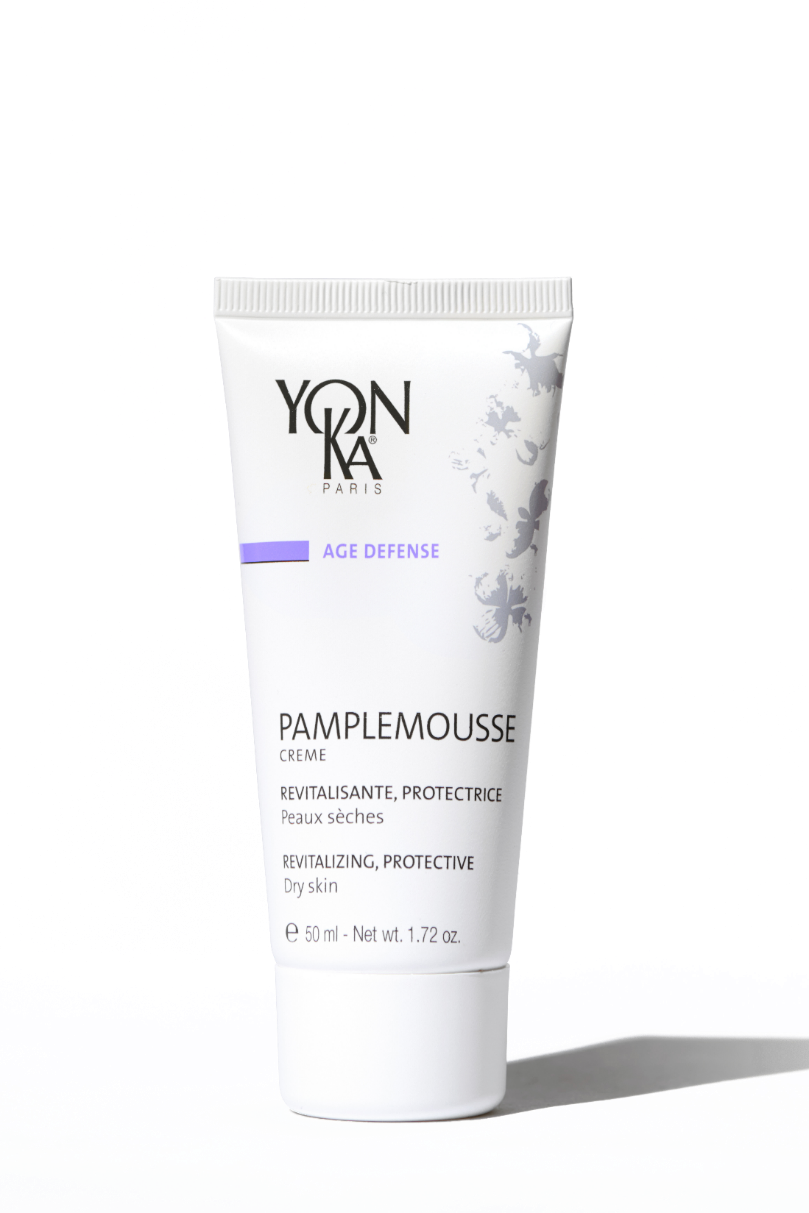 YON
KA®
PARIS
AGE DEFENSE
PAMPLEMOUSSE
CREME
REVITALISANTE, PROTECTRICE
Peaux sèches
REVITALIZING, PROTECTIVE
Dry skin
℮ 50 ml - Net wt. 1.72 oz.